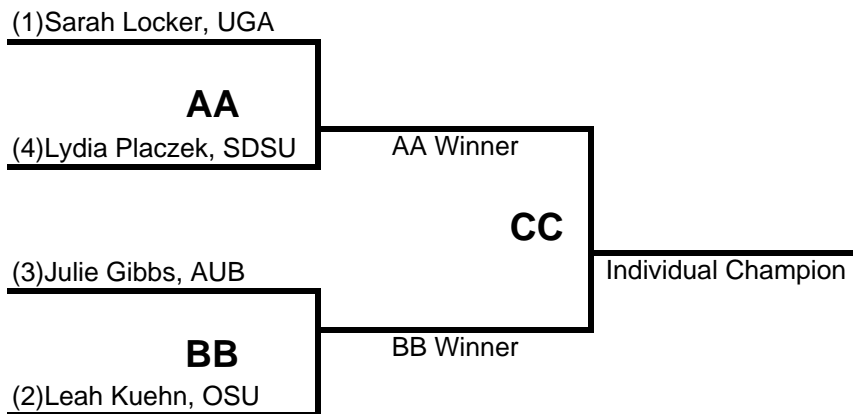 (1)Sarah Locker, UGA
AA
(4)Lydia Placzek, SDSU
AA Winner
CC
(3)Julie Gibbs, AUB
Individual Champion
BB
BB Winner
(2)Leah Kuehn, OSU